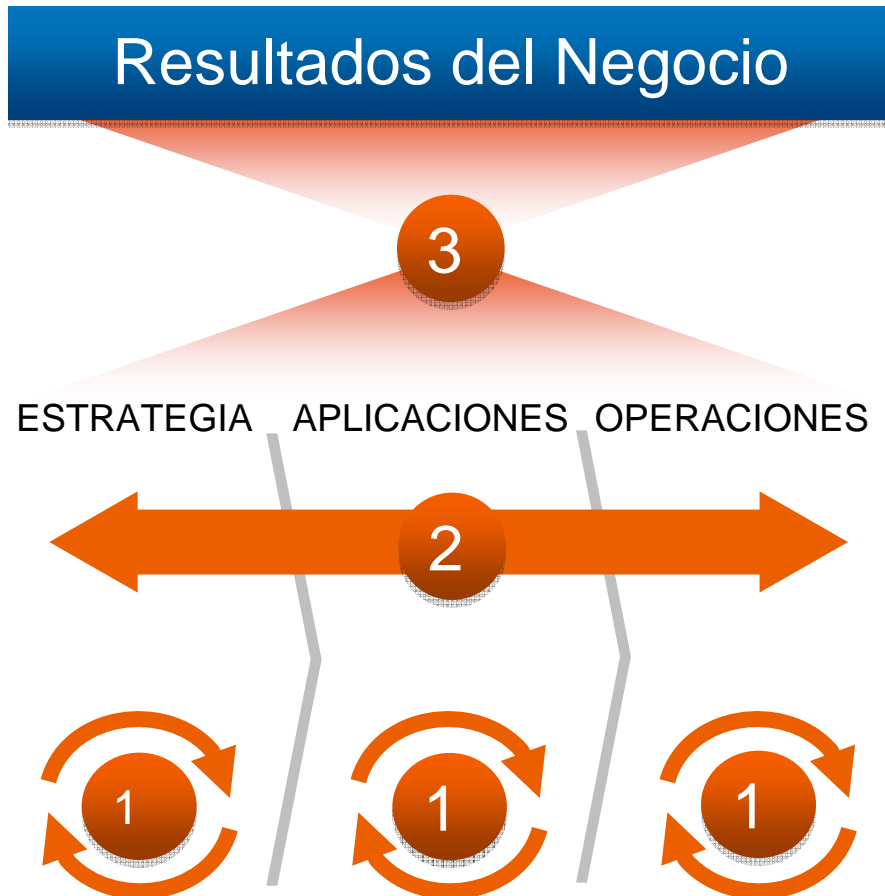 Resultados del Negocio
3
ESTRATEGIA APLICACIONES OPERACIONES
2
1 1 1